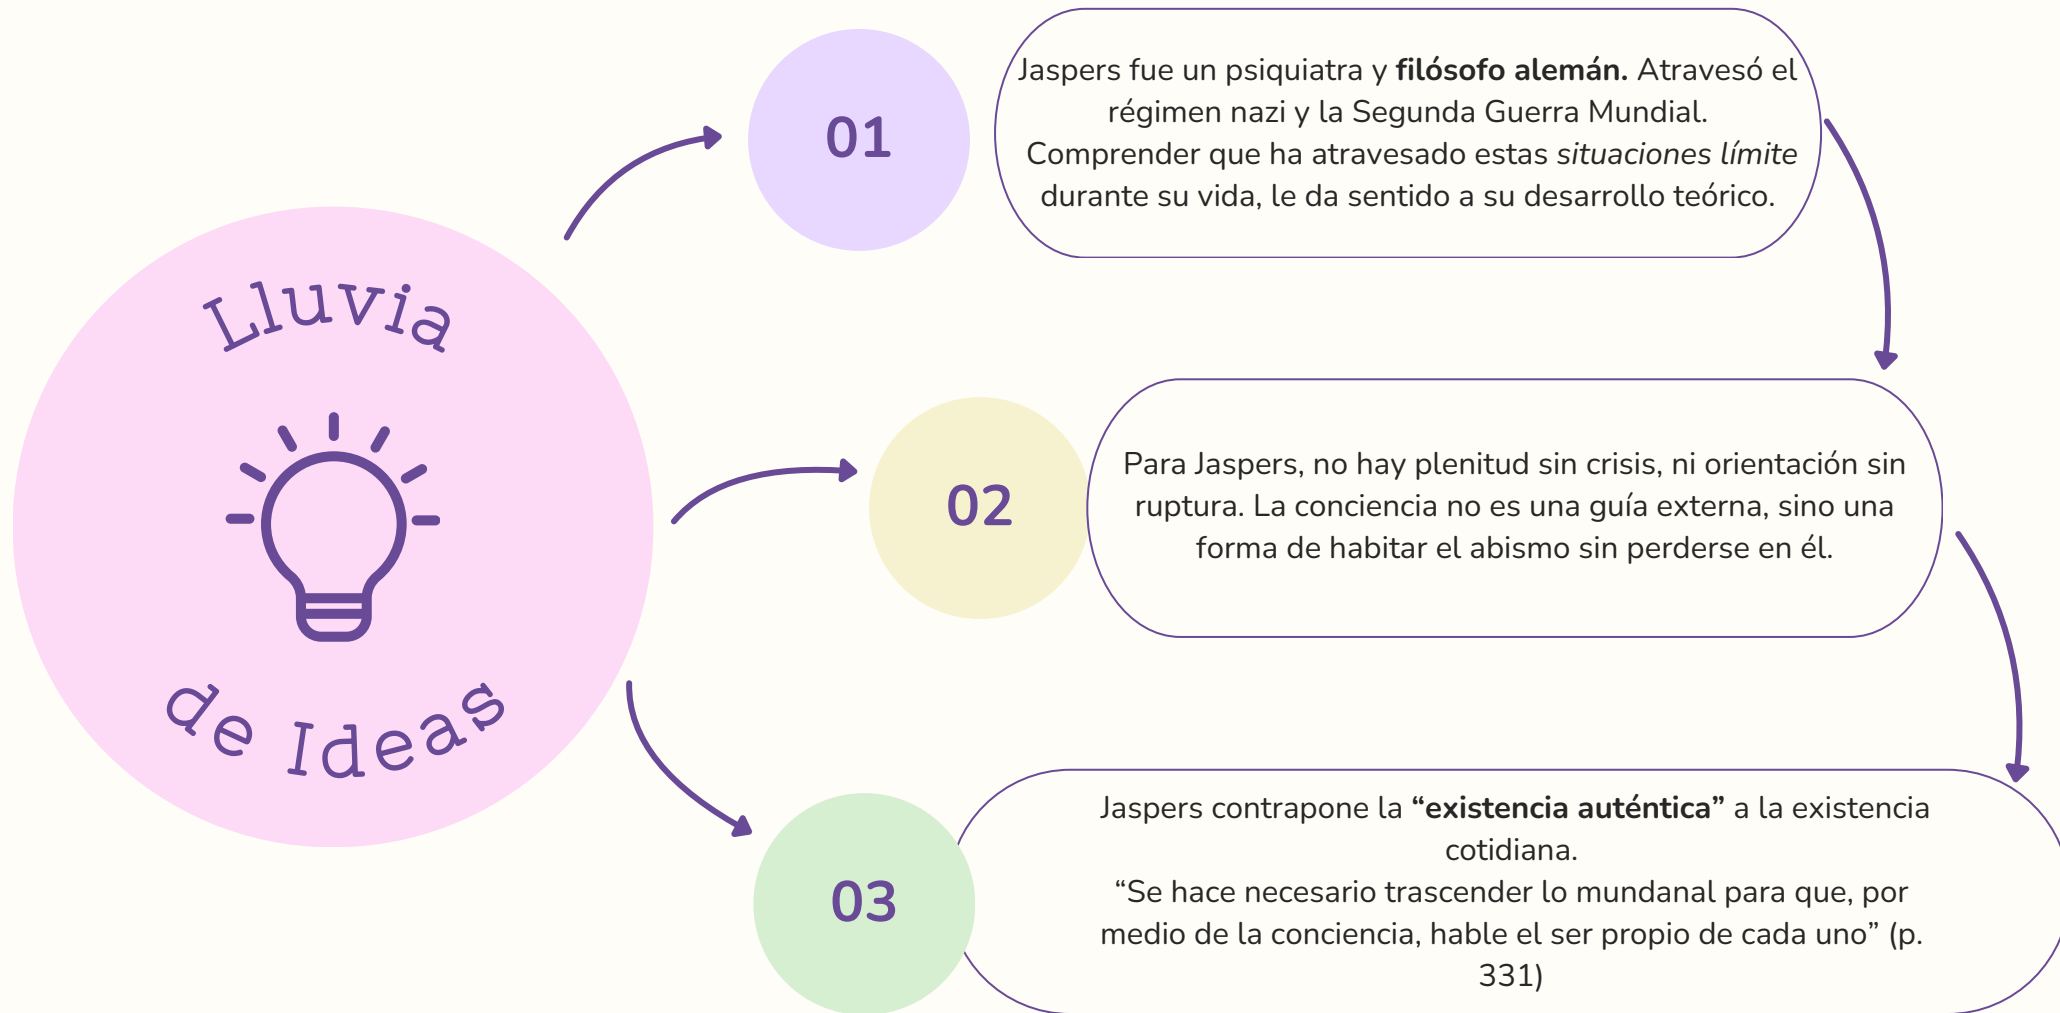 Lluvia
de Ideas
01
Jaspers fue un psiquiatra y filósofo alemán. Atravesó el
régimen nazi y la Segunda Guerra Mundial.
Comprender que ha atravesado estas situaciones límite
durante su vida, le da sentido a su desarrollo teórico.
02
Para Jaspers, no hay plenitud sin crisis, ni orientación sin
ruptura. La conciencia no es una guía externa, sino una
forma de habitar el abismo sin perderse en él.
03
Jaspers contrapone la “existencia auténtica” a la existencia
cotidiana.
“Se hace necesario trascender lo mundanal para que, por
medio de la conciencia, hable el ser propio de cada uno” (p.
331)